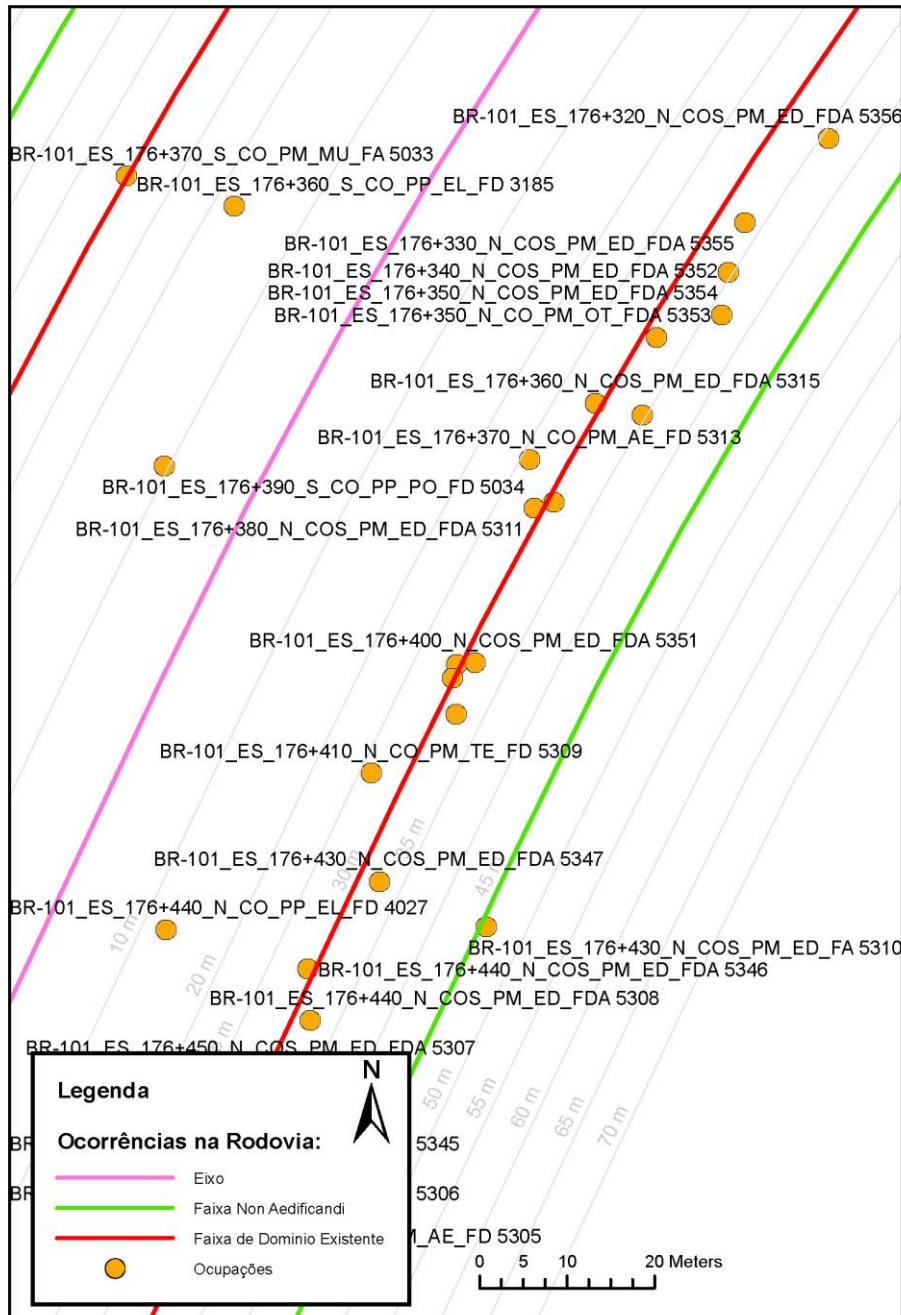 BR-101_ES_176+320_N_COS_PM_ED_FDA 5356
BR-101_ES_176+370_S_CO_PM_MU_FA 5033
BR-101_ES_176+360_S_CO_PP_EL_FD 3185
BR-101_ES_176+330_N_COS_PM_ED_FDA 5355
BR-101_ES_176+340_N_COS_PM_ED_FDA 5352
BR-101_ES_176+350_N_COS_PM_ED_FDA 5354
BR-101_ES_176+350_N_CO_PM_OT_FDA 5353
BR-101_ES_176+360_N_COS_PM_ED_FDA 5315
BR-101_ES_176+370_N_CO_PM_AE_FD 5313
BR-101_ES_176+390_S_CO_PP_PO_FD 5034
BR-101_ES_176+380_N_COS_PM_ED_FDA 5311
BR-101_ES_176+400_N_COS_PM_ED_FDA 5351
BR-101_ES_176+410_N_CO_PM_TE_FD 5309
35 m
BR-101_ES_176+430_N_COS_PM_ED_FDA 5347
30 m
45 m
BR-101_ES_176+440_N_CO_PP_EL_FD 4027
10 m
BR-101_ES_176+430_N_COS_PM_ED_FA 5310
20 m
BR-101_ES_176+440_N_COS_PM_ED_FDA 5346
BR-101_ES_176+440_N_COS_PM_ED_FDA 5308
BR-101_ES_176+450_N_COS_PM_ED_FDA 5307
50 m
55 m
60 m
65 m
70 m
N
Legenda
Ocorrências na Rodovia:
Eixo
Faixa Non Aedificandi
Faixa de Dominio Existente
Ocupações
5345
5306
AE_FD 5305
0 5 10 20 Meters